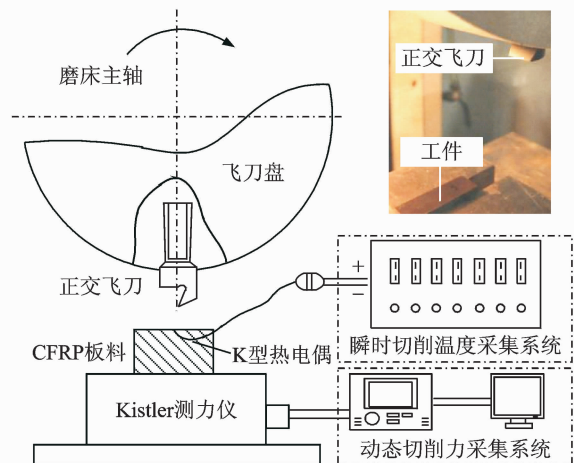 磨床主轴
正交飞刀
工件
飞刀盘
正交飞刀
+
−
CFRP板料
K型热电偶
瞬时切削温度采集系统
Kistler测力仪
动态切削力采集系统